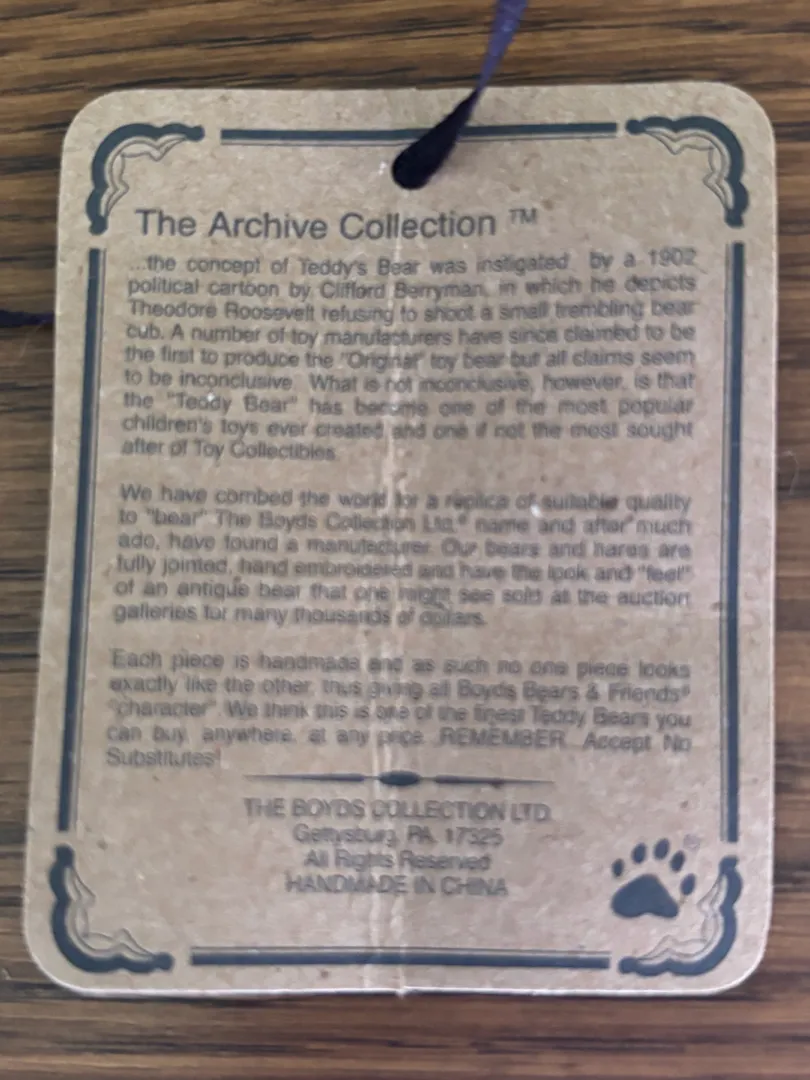 The Archive Collection ™
...the concept of Teddy's Bear was instigated, by a 1902
political cartoon by Clifford Berryman, in which he depicts
Theodore Roosevelt refusing to shoot a small trembling bear
cub. A number of toy manufacturers have since claimed to be
the first to produce the "Original" toy bear but all claims seem
to be inconclusive. What is not inconclusive, however, is that
the "Teddy Bear" has become one of the most popular
children's toys ever created and one if not the most sought
after of Toy Collectibles.
We have combed the world for a replica of suitable quality
to "bear" The Boyds Collection Ltd.® name and after much
ado, have found a manufacturer. Our bears and hares are
fully jointed, hand embroidered and have the look and "feel"
of an antique bear that one might see sold at the auction
galleries for many thousands of dollars.
Each piece is handmade and as such no one piece looks
exactly like the other, thus giving all Boyds Bears & Friends®
"character". We think this is one of the finest Teddy Bears you
can buy, anywhere, at any price. REMEMBER...Accept No
Substitutes!
THE BOYDS COLLECTION LTD.
Gettysburg, PA. 17325
All Rights Reserved
HANDMADE IN CHINA